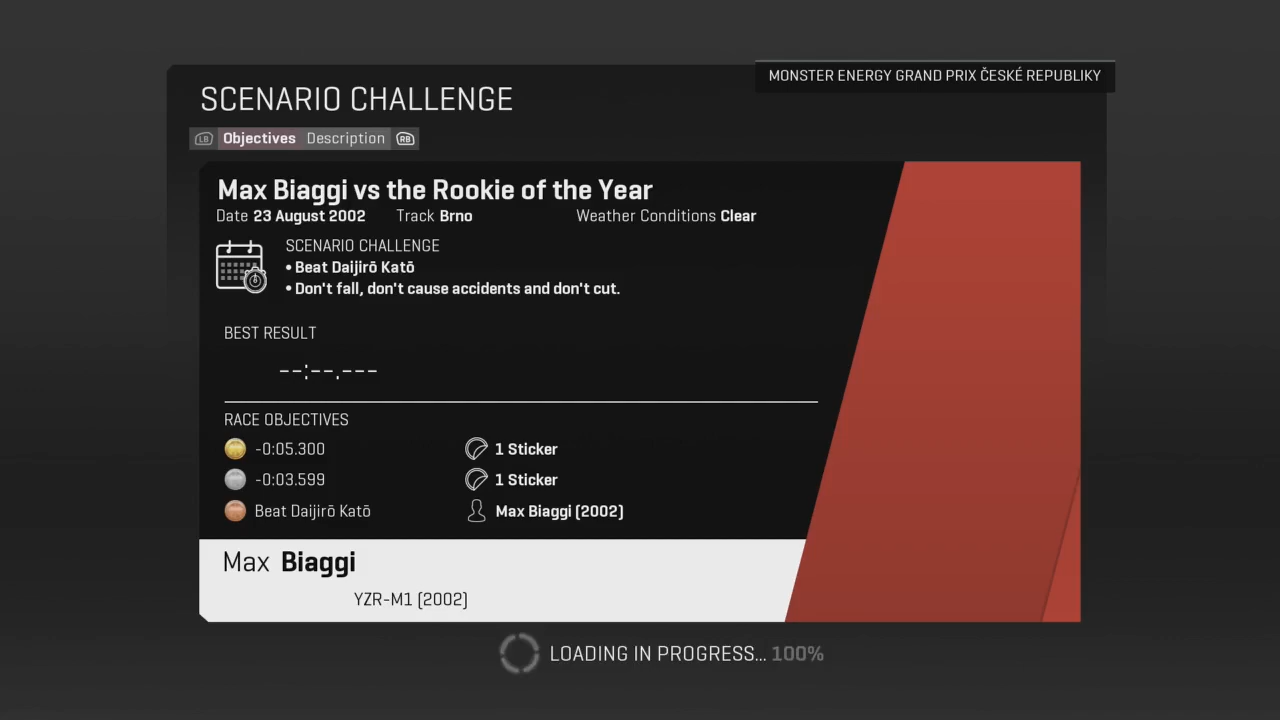 MONSTER ENERGY GRAND PRIX ČESKÉ REPUBLIKY
SCENARIO CHALLENGE
LB Objectives Description RB
Max Biaggi vs the Rookie of the Year
Date 23 August 2002 Track Brno Weather Conditions Clear
SCENARIO CHALLENGE
• Beat Daijirō Katō
• Don't fall, don't cause accidents and don't cut.
BEST RESULT
--:--.---
RACE OBJECTIVES
-0:05.300 1 Sticker
-0:03.599 1 Sticker
Beat Daijirō Katō Max Biaggi (2002)
Max Biaggi
YZR-M1 (2002)
LOADING IN PROGRESS... 100%